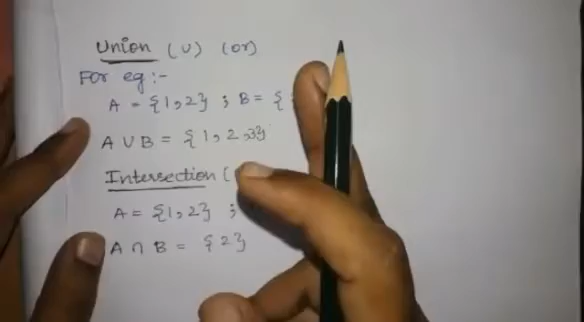 Union (U) (or)
For eg :-
A = {1, 2} ; B = {
A U B = {1, 2, 3}
Intersection (
A = {1, 2} ;
A ∩ B = {2}